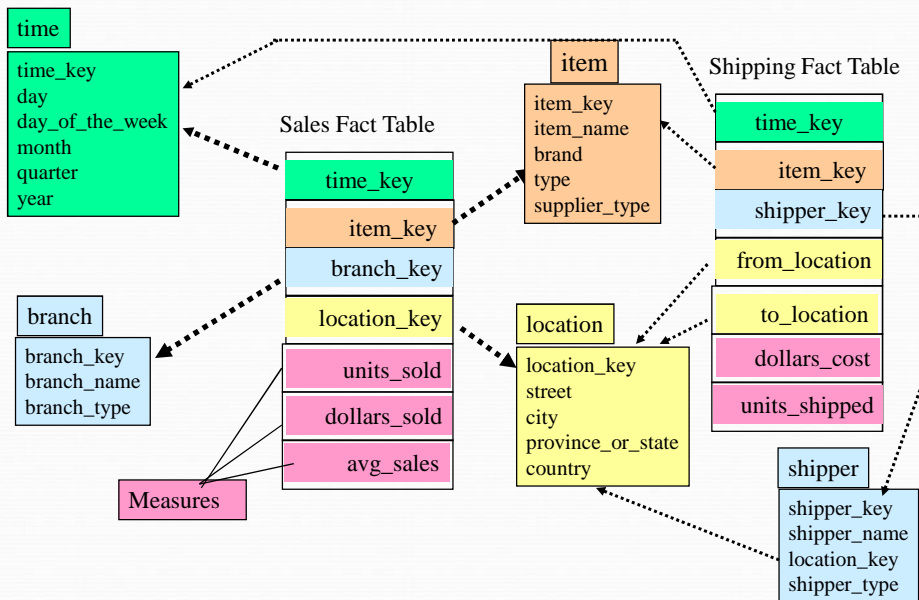 time
time_key
day
day_of_the_week
month
quarter
year
Sales Fact Table
time_key
item_key
branch_key
location_key
units_sold
dollars_sold
avg_sales
Measures
branch
branch_key
branch_name
branch_type
item
item_key
item_name
brand
type
supplier_type
location
location_key
street
city
province_or_state
country
Shipping Fact Table
time_key
item_key
shipper_key
from_location
to_location
dollars_cost
units_shipped
shipper
shipper_key
shipper_name
location_key
shipper_type